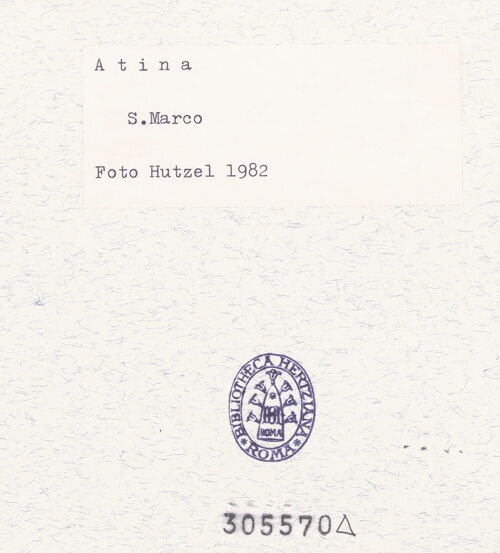 A t i n a
S.Marco
Foto Hutzel 1982
BIBLIOTHECA HERTZIANA
ROMA
* ROMA *
305570